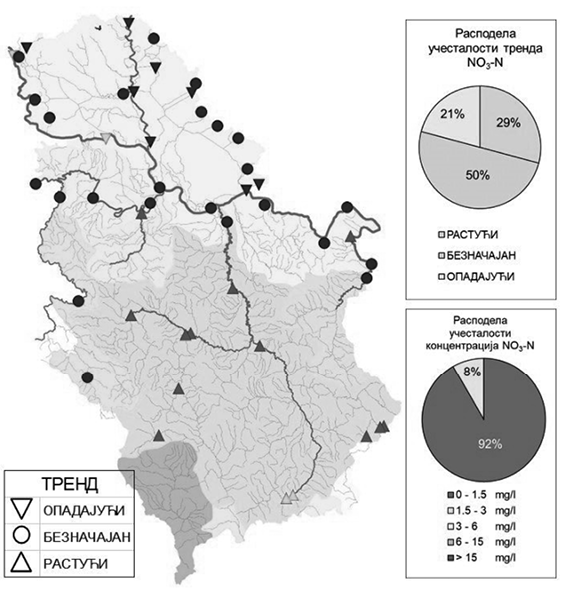 Расподела
учесталости тренда
NO₃-N
21%
29%
50%
РАСТУЋИ
БЕЗНАЧАЈАН
ОПАДАЈУЋИ
Расподела
учесталости
концентрација NO₃-N
8%
92%
0 - 1.5 mg/l
1.5 - 3 mg/l
3 - 6 mg/l
6 - 15 mg/l
> 15 mg/l
ТРЕНД
ОПАДАЈУЋИ
БЕЗНАЧАЈАН
РАСТУЋИ